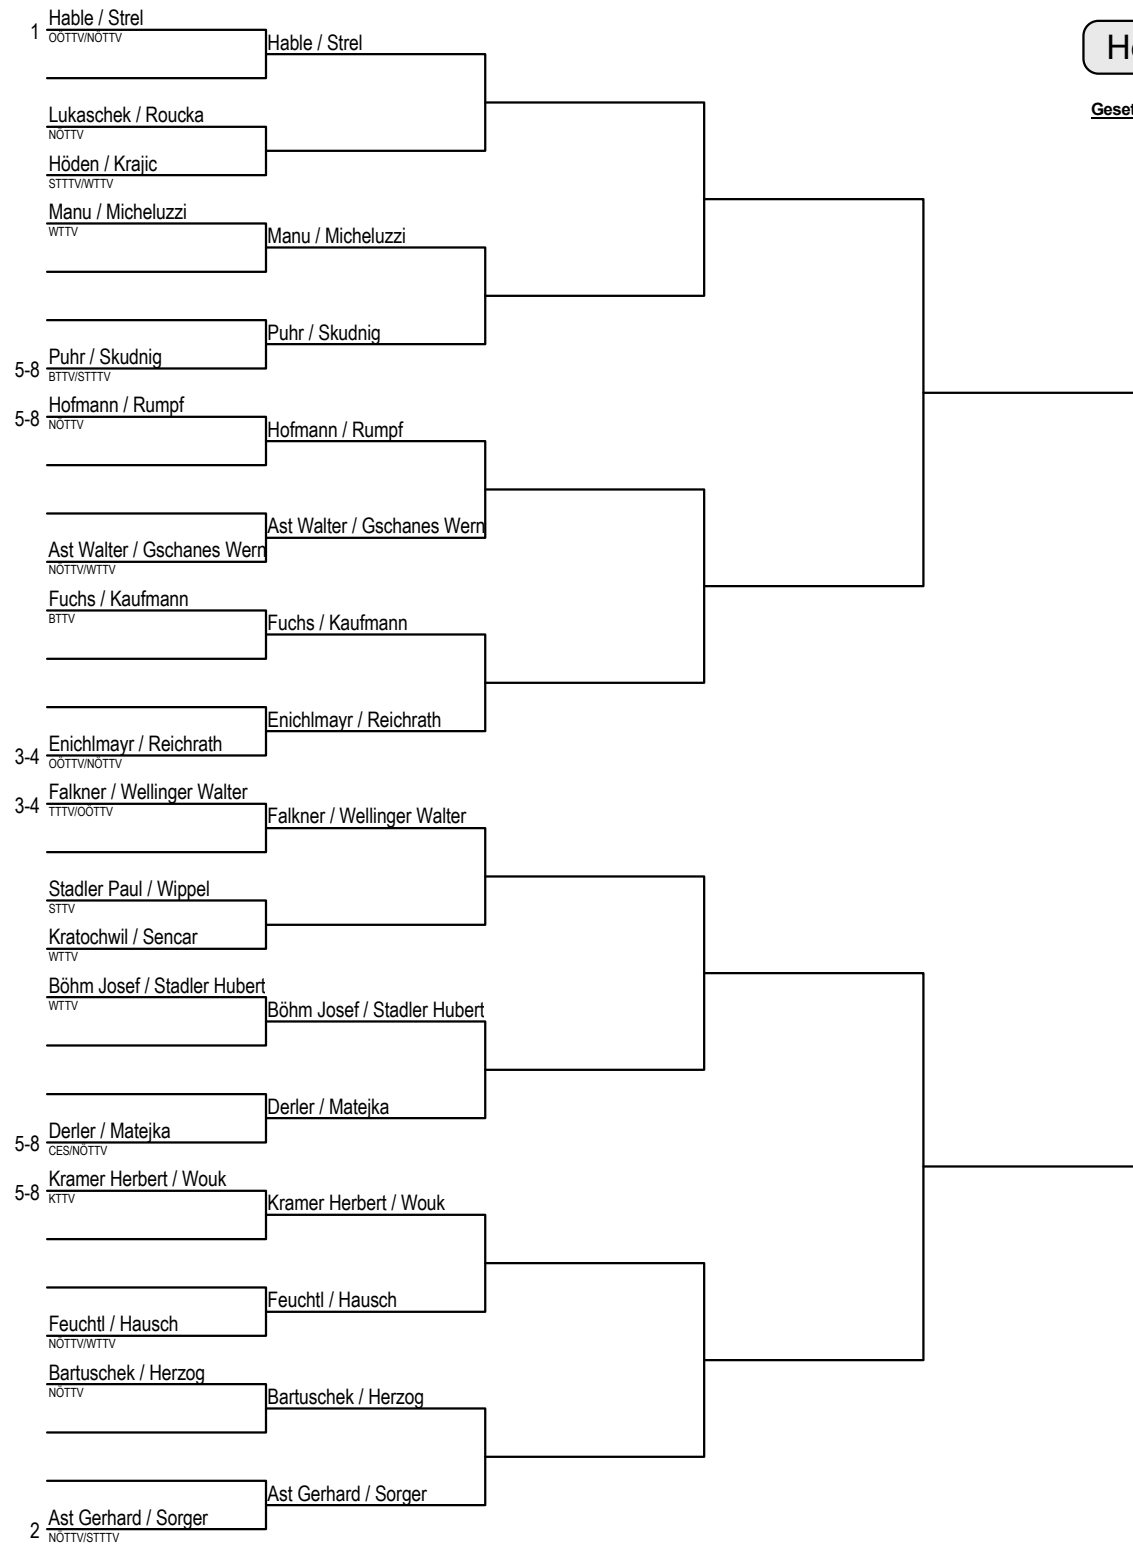 1
Hable / Strel
OÖTTV/NÖTTV
Hable / Strel
Lukaschek / Roucka
NÖTTV
Höden / Krajic
STTTV/WTTV
Manu / Micheluzzi
WTTV
Manu / Micheluzzi
Puhr / Skudnig
5-8
Puhr / Skudnig
BTTV/STTTV
5-8
Hofmann / Rumpf
NÖTTV
Hofmann / Rumpf
Ast Walter / Gschanes Wern
Ast Walter / Gschanes Wern
NÖTTV/WTTV
Fuchs / Kaufmann
BTTV
Fuchs / Kaufmann
Enichlmayr / Reichrath
3-4
Enichlmayr / Reichrath
OÖTTV/NÖTTV
3-4
Falkner / Wellinger Walter
TTTV/OÖTTV
Falkner / Wellinger Walter
Stadler Paul / Wippel
STTV
Kratochwil / Sencar
WTTV
Böhm Josef / Stadler Hubert
WTTV
Böhm Josef / Stadler Hubert
Derler / Matejka
5-8
Derler / Matejka
CES/NÖTTV
5-8
Kramer Herbert / Wouk
KTTV
Kramer Herbert / Wouk
Feuchtl / Hausch
Feuchtl / Hausch
NÖTTV/WTTV
Bartuschek / Herzog
NÖTTV
Bartuschek / Herzog
Ast Gerhard / Sorger
2
Ast Gerhard / Sorger
NÖTTV/STTTV